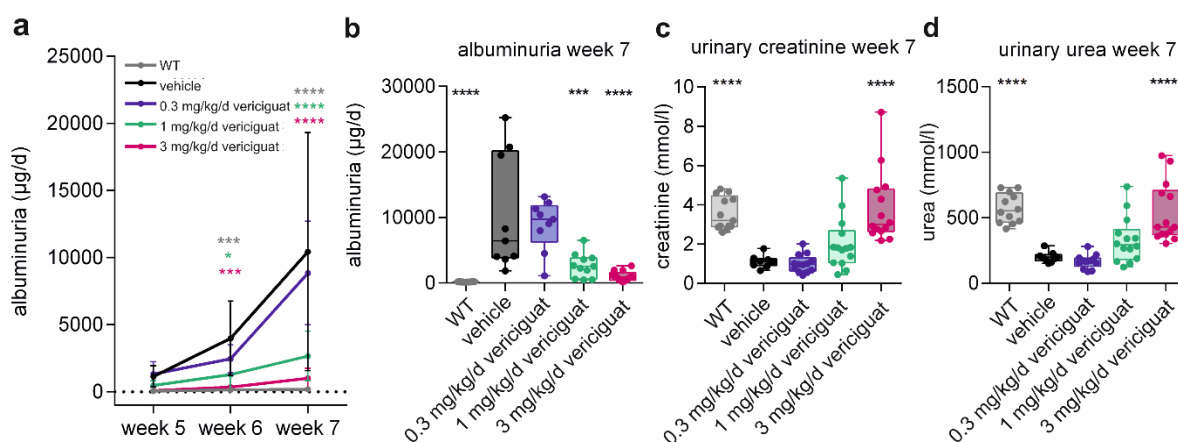 a
albuminuria (µg/d)
25000
20000
15000
10000
5000
0
WT
vehicle
0.3 mg/kg/d vericiguat
1 mg/kg/d vericiguat
3 mg/kg/d vericiguat
****
****
****
***
*
***
week 5 week 6 week 7
b
albuminuria week 7
albuminuria (µg/d)
30000
20000
10000
0
**** *** ****
WT
vehicle
0.3 mg/kg/d vericiguat
1 mg/kg/d vericiguat
3 mg/kg/d vericiguat
c
urinary creatinine week 7
creatinine (mmol/l)
10
8
6
4
2
0
**** ****
WT
vehicle
0.3 mg/kg/d vericiguat
1 mg/kg/d vericiguat
3 mg/kg/d vericiguat
d
urinary urea week 7
urea (mmol/l)
1500
1000
500
0
**** ****
WT
vehicle
0.3 mg/kg/d vericiguat
1 mg/kg/d vericiguat
3 mg/kg/d vericiguat